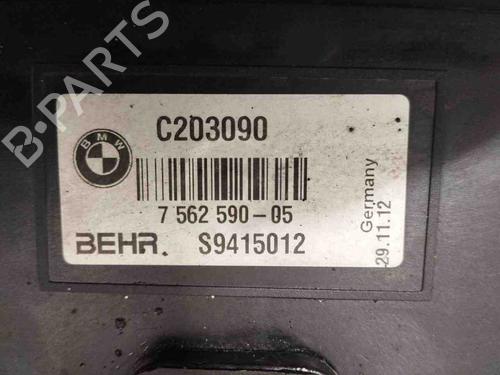 B-PARTS
BMW
C203090
7 562 590-05
BEHR. S9415012
Germany
29.11.12